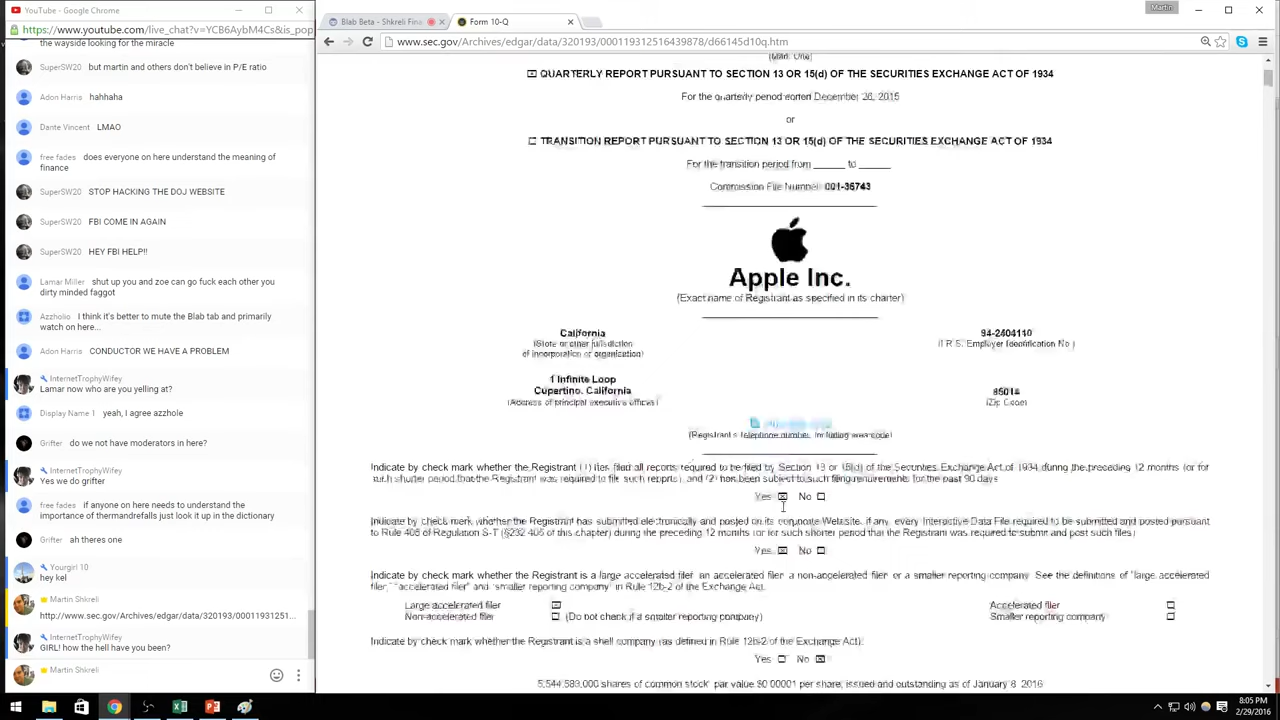 YouTube - Google Chrome
https://www.youtube.com/live_chat?v=YCB6AybM4Cs&is_pop
the wayside looking for the miracle
SuperSW20 but martin and others don't believe in P/E ratio
Adon Harris hahhaha
Dante Vincent LMAO
free fades does everyone on here understand the meaning of
finance
SuperSW20 STOP HACKING THE DOJ WEBSITE
SuperSW20 FBI COME IN AGAIN
SuperSW20 HEY FBI HELP!!
Lamar Miller shut up you and zoe can go fuck each other you
dirty minded faggot
Azzholio I think it's better to mute the Blab tab and primarily
watch on here...
Adon Harris CONDUCTOR WE HAVE A PROBLEM
InternetTrophyWifey
Lamar now who are you yelling at?
Display Name 1 yeah, I agree azzhole
Grifter do we not have moderators in here?
InternetTrophyWifey
Yes we do grifter
free fades if anyone on here needs to understand the
importance of thermandrefalls just look it up in the dictionary
Grifter ah theres one
Yourgirl 10
hey kel
Martin Shkreli
http://www.sec.gov/Archives/edgar/data/320193/00011931251...
InternetTrophyWifey
GIRL! how the hell have you been?
Martin Shkreli
Martin
Blab Beta - Shkreli Finan
Form 10-Q
www.sec.gov/Archives/edgar/data/320193/000119312516439878/d66145d10q.htm
(Mark One)
☒ QUARTERLY REPORT PURSUANT TO SECTION 13 OR 15(d) OF THE SECURITIES EXCHANGE ACT OF 1934
For the quarterly period ended December 26, 2015
or
☐ TRANSITION REPORT PURSUANT TO SECTION 13 OR 15(d) OF THE SECURITIES EXCHANGE ACT OF 1934
For the transition period from ______ to ______
Commission File Number: 001-36743
Apple Inc.
(Exact name of Registrant as specified in its charter)
California 94-2404110
(State or other jurisdiction (I.R.S. Employer Identification No.)
of incorporation or organization)
1 Infinite Loop
Cupertino, California 95014
(Address of principal executive offices) (Zip Code)
(Registrant's telephone number, including area code)
Indicate by check mark whether the Registrant (1) has filed all reports required to be filed by Section 13 or 15(d) of the Securities Exchange Act of 1934 during the preceding 12 months (or for
such shorter period that the Registrant was required to file such reports), and (2) has been subject to such filing requirements for the past 90 days.
Yes ☒ No ☐
Indicate by check mark whether the Registrant has submitted electronically and posted on its corporate Website, if any, every Interactive Data File required to be submitted and posted pursuant
to Rule 405 of Regulation S-T (§232.405 of this chapter) during the preceding 12 months (or for such shorter period that the Registrant was required to submit and post such files).
Yes ☒ No ☐
Indicate by check mark whether the Registrant is a large accelerated filer, an accelerated filer, a non-accelerated filer, or a smaller reporting company. See the definitions of "large accelerated
filer," "accelerated filer" and "smaller reporting company" in Rule 12b-2 of the Exchange Act.
Large accelerated filer ☒ Accelerated filer ☐
Non-accelerated filer ☐ (Do not check if a smaller reporting company) Smaller reporting company ☐
Indicate by check mark whether the Registrant is a shell company (as defined in Rule 12b-2 of the Exchange Act).
Yes ☐ No ☒
5,544,583,000 shares of common stock, par value $0.00001 per share, issued and outstanding as of January 8, 2016
8:05 PM
2/29/2016